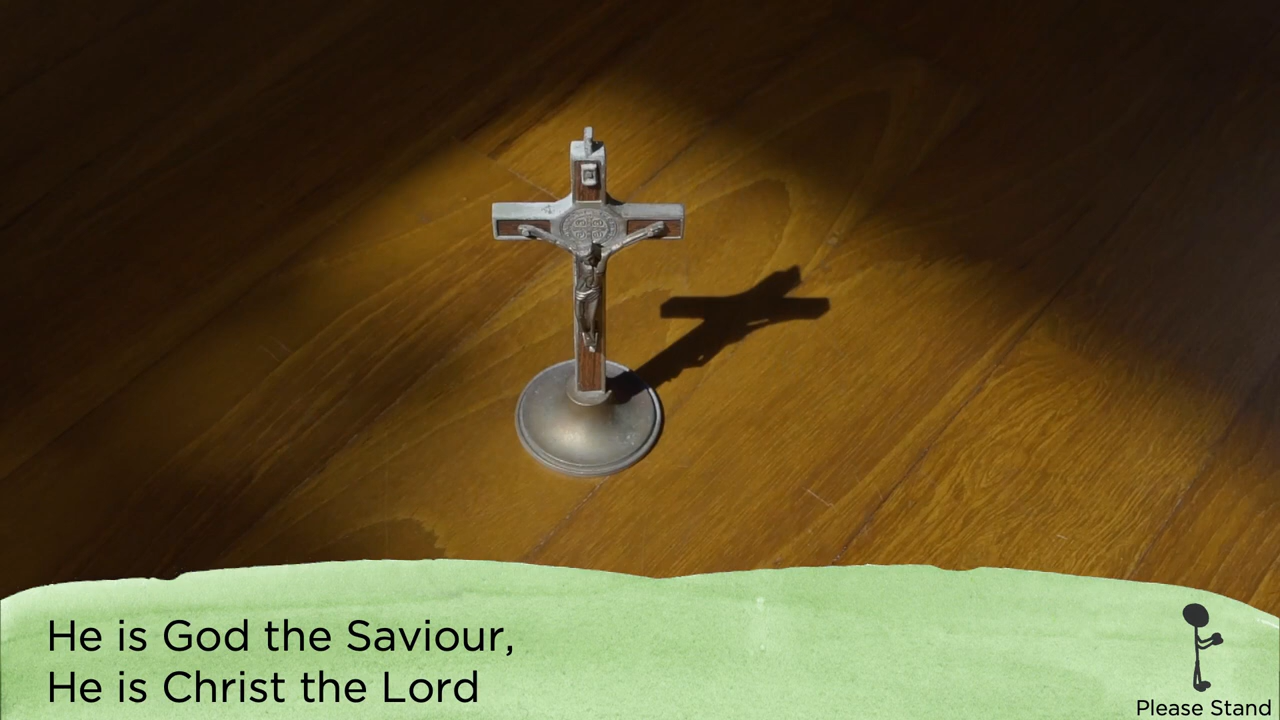 He is God the Saviour,
He is Christ the Lord
Please Stand